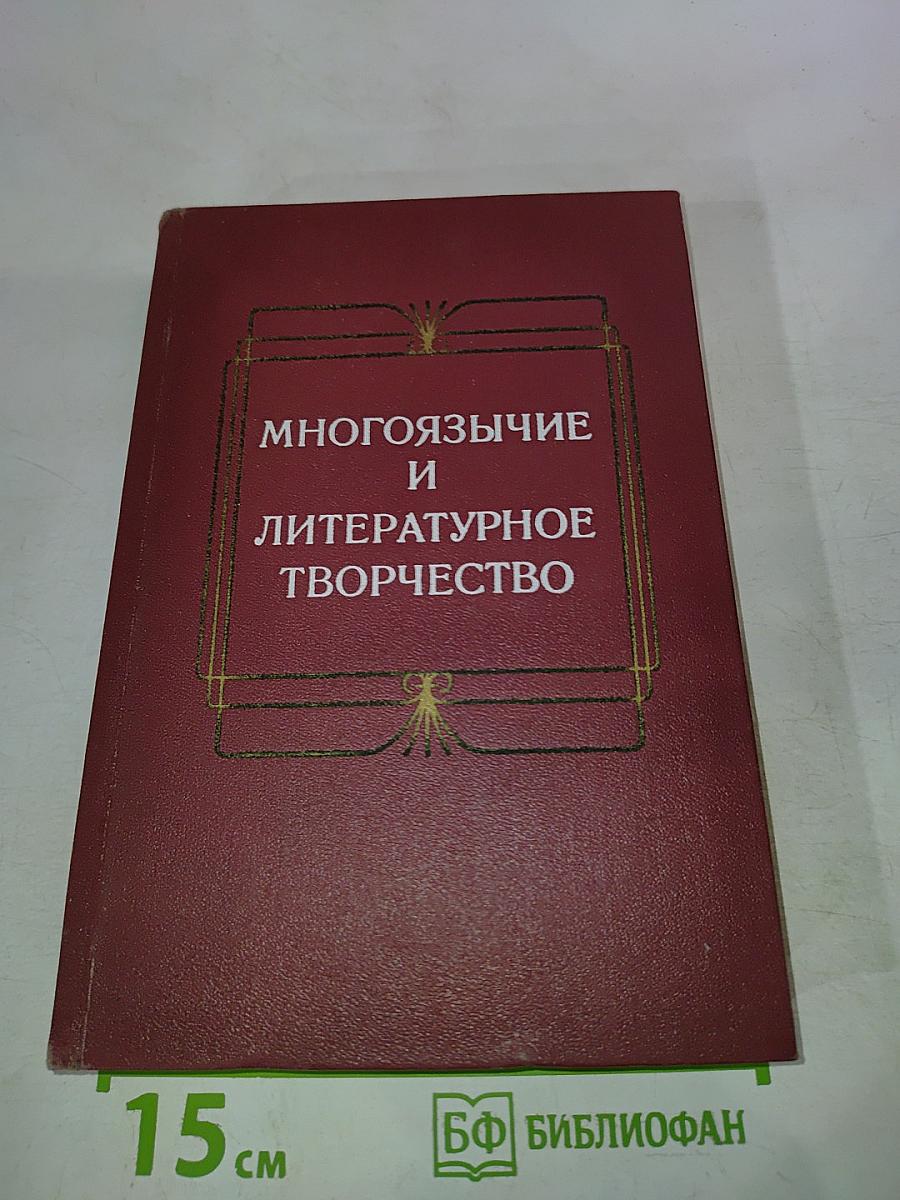 МНОГОЯЗЫЧИЕ
И
ЛИТЕРАТУРНОЕ
ТВОРЧЕСТВО
15 см
БФ БИБЛИОФАН